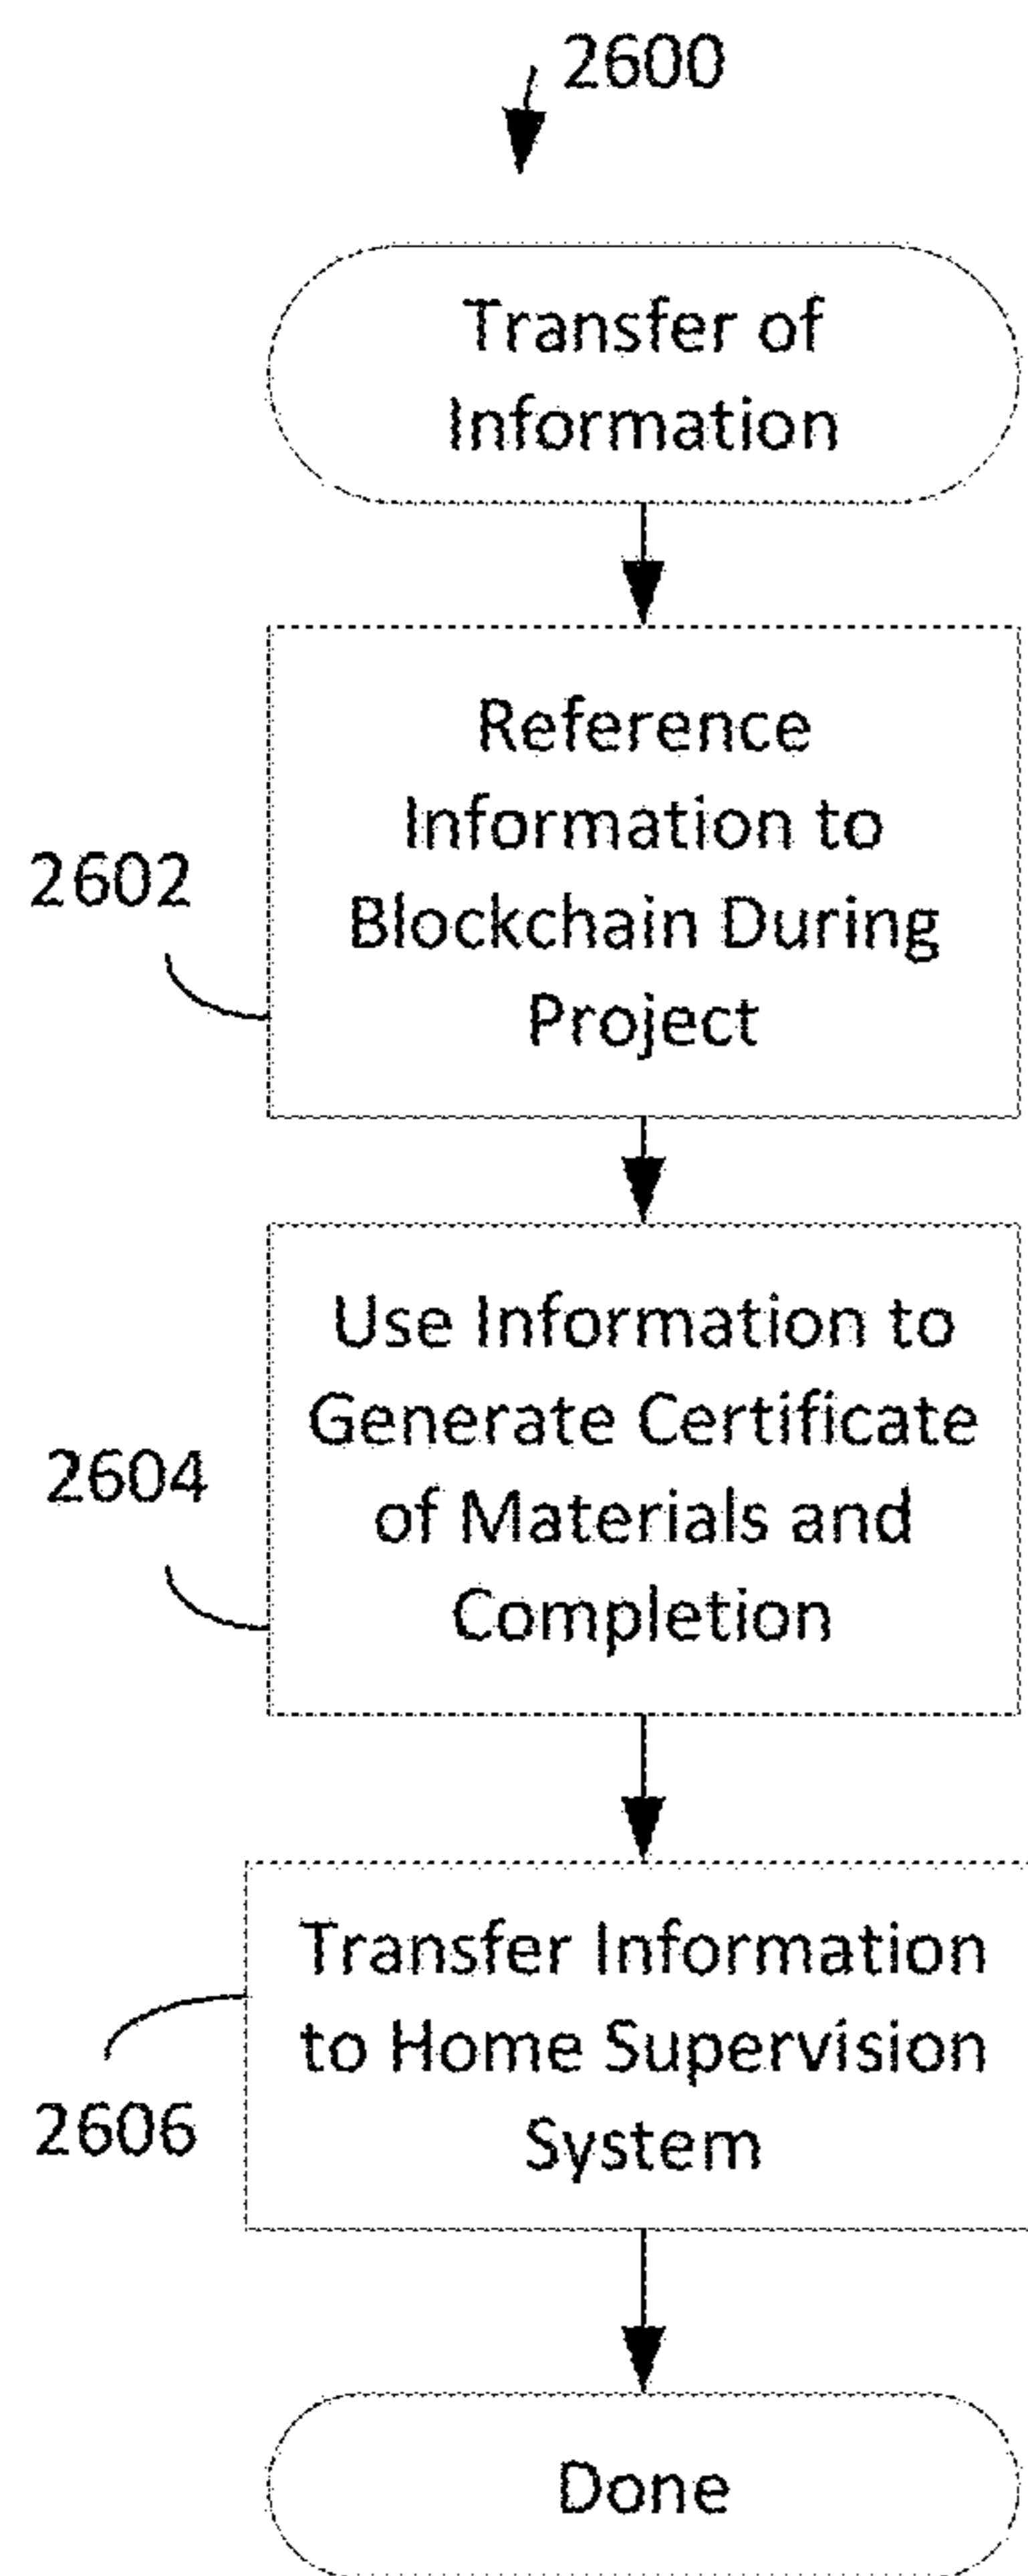 2600
Transfer of
Information
Reference
Information to
Blockchain During
Project
2602
Use Information to
Generate Certificate
of Materials and
Completion
2604
Transfer Information
to Home Supervision
System
2606
Done